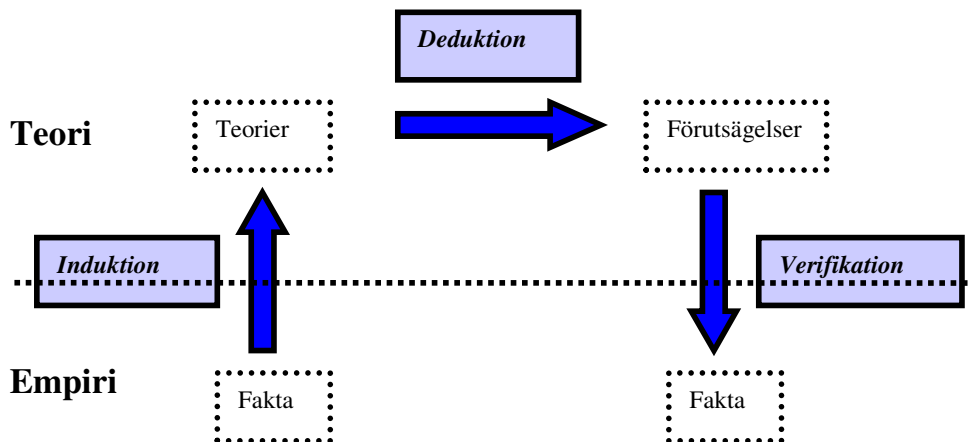 Deduktion
Teori
Teorier
Förutsägelser
Induktion
Verifikation
Empiri
Fakta
Fakta